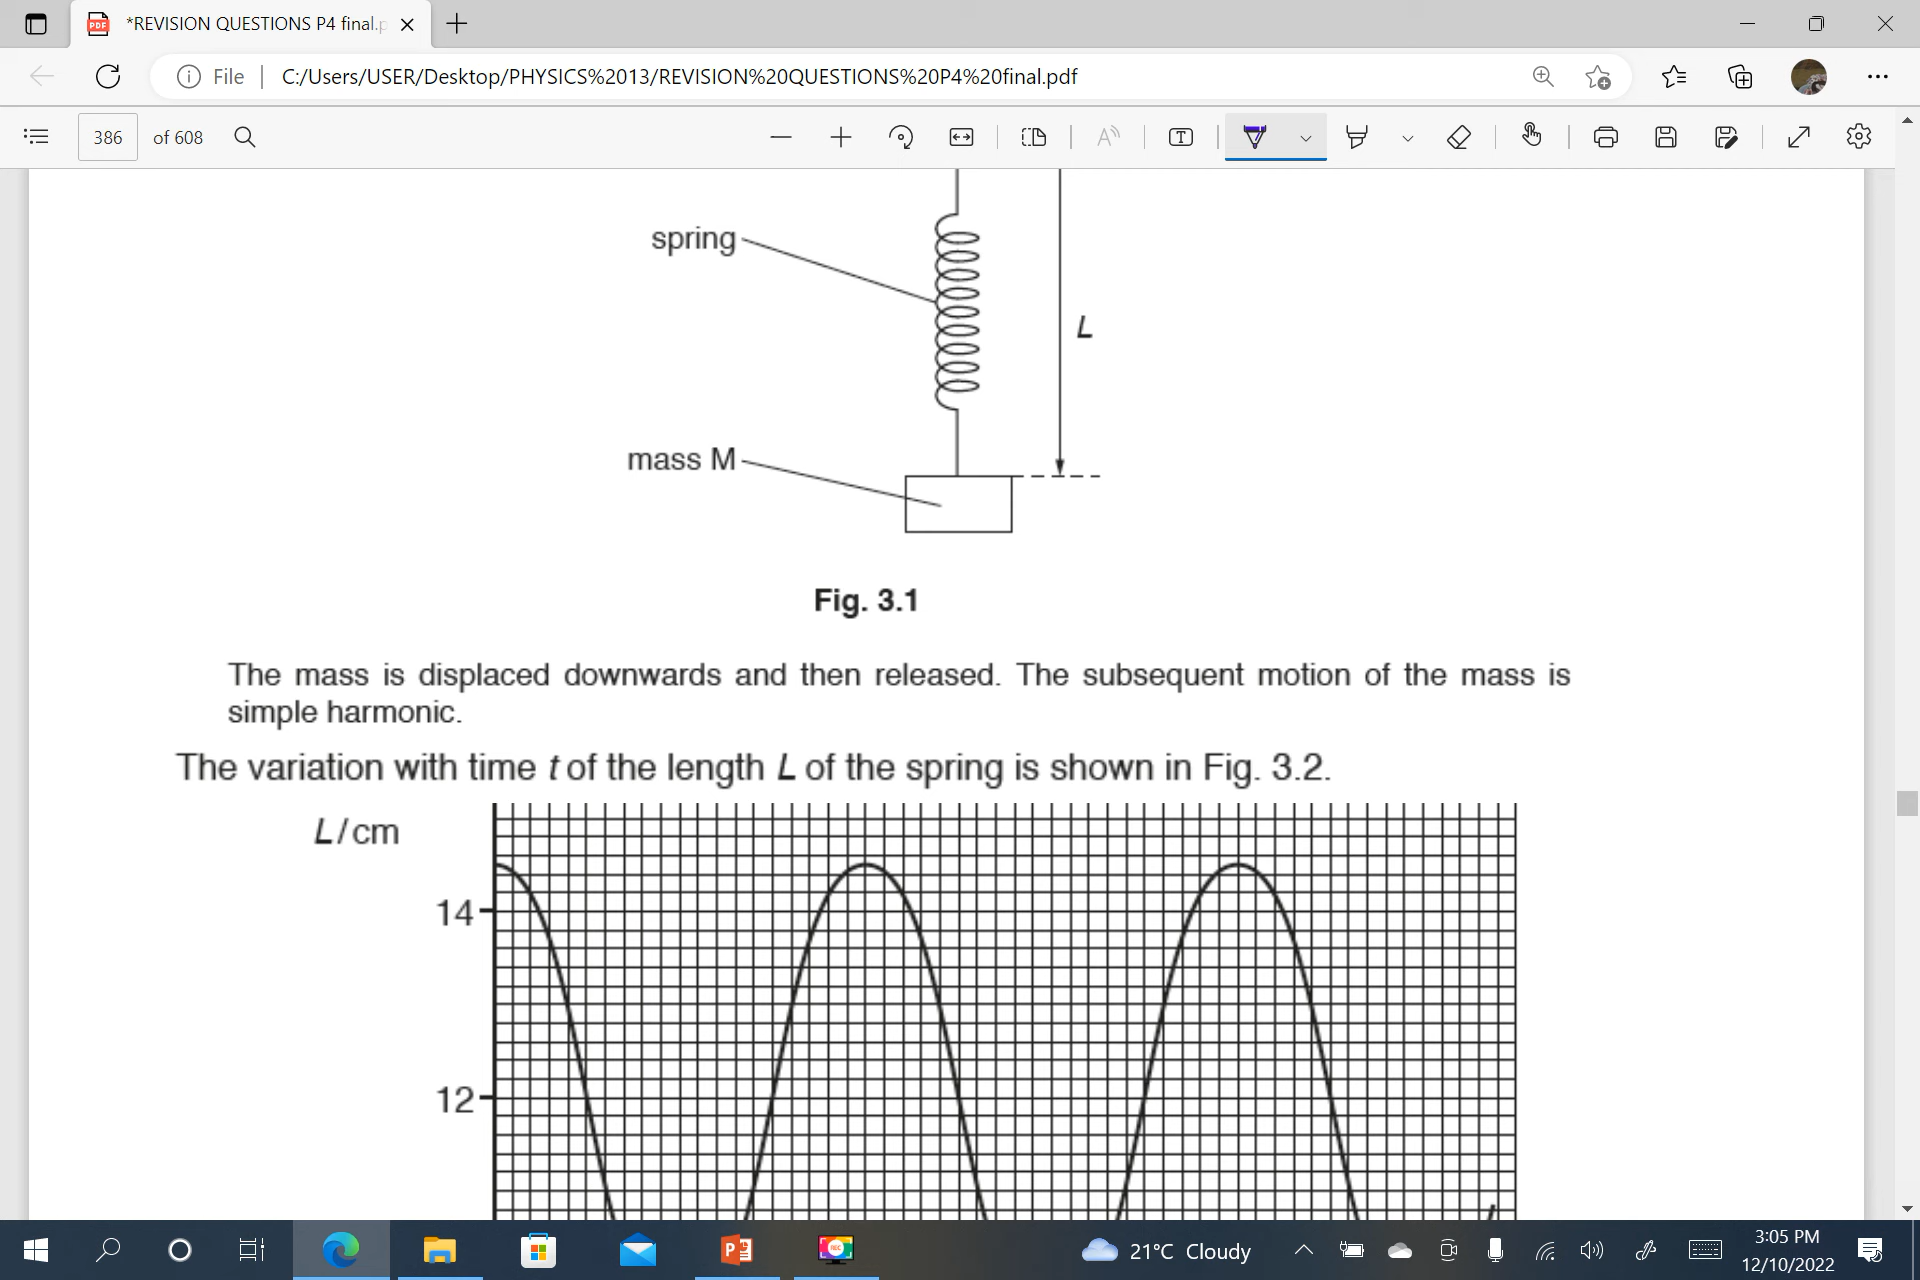 *REVISION QUESTIONS P4 final.p
File
C:/Users/USER/Desktop/PHYSICS%2013/REVISION%20QUESTIONS%20P4%20final.pdf
386 of 608
spring
L
mass M
Fig. 3.1
The mass is displaced downwards and then released. The subsequent motion of the mass is
simple harmonic.
The variation with time t of the length L of the spring is shown in Fig. 3.2.
L/cm
14
12
21°C Cloudy
3:05 PM
12/10/2022